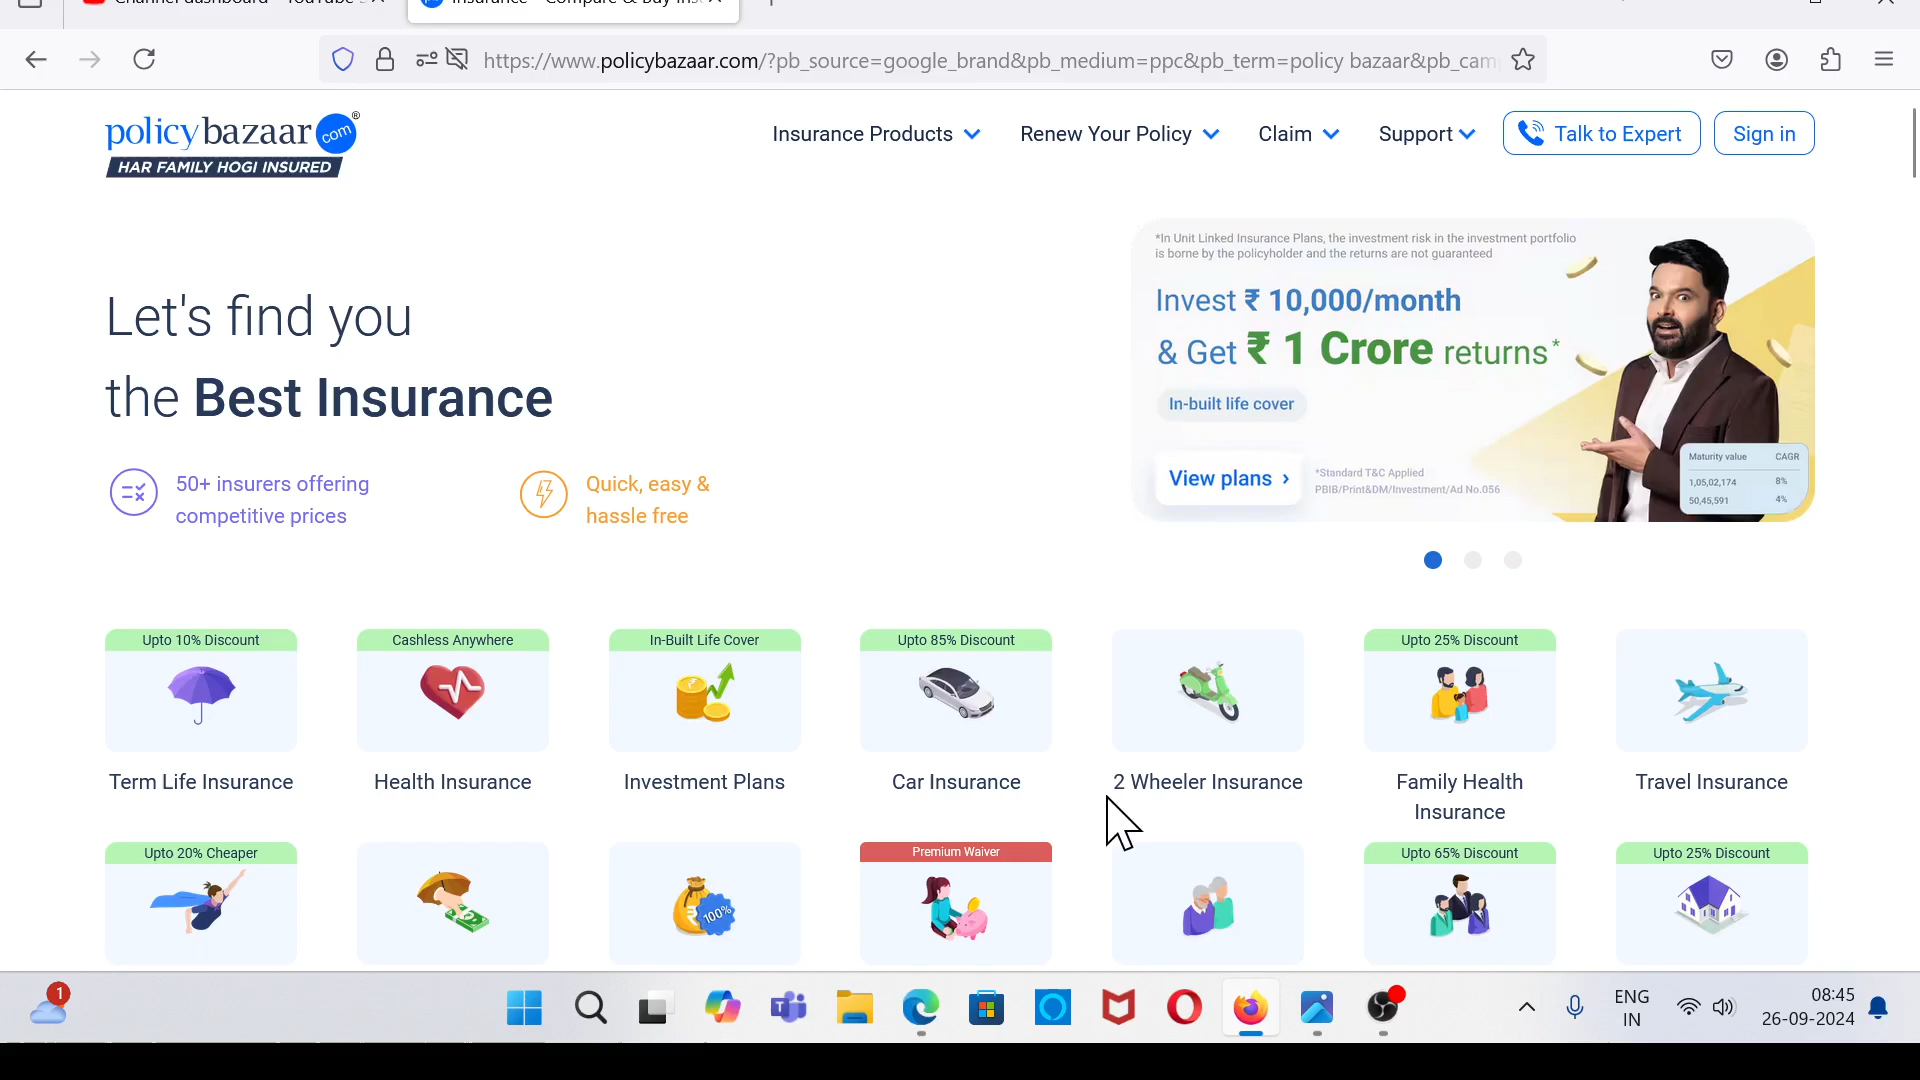 https://www.policybazaar.com/?pb_source=google_brand&pb_medium=ppc&pb_term=policy bazaar&pb_cam
policybazaar com ®
HAR FAMILY HOGI INSURED
Insurance Products
Renew Your Policy
Claim
Support
Talk to Expert
Sign in
Let's find you
the Best Insurance
50+ insurers offering
competitive prices
Quick, easy &
hassle free
*In Unit Linked Insurance Plans, the investment risk in the investment portfolio
is borne by the policyholder and the returns are not guaranteed
Invest ₹ 10,000/month
& Get ₹ 1 Crore returns*
In-built life cover
View plans ›
*Standard T&C Applied
PBIB/Print&DM/Investment/Ad No.056
Maturity value CAGR
1,05,02,174 8%
50,45,591 4%
Upto 10% Discount
Term Life Insurance
Cashless Anywhere
Health Insurance
In-Built Life Cover
Investment Plans
Upto 85% Discount
Car Insurance
2 Wheeler Insurance
Upto 25% Discount
Family Health
Insurance
Travel Insurance
Upto 20% Cheaper
100%
Premium Waiver
Upto 65% Discount
Upto 25% Discount
1
ENG
IN
08:45
26-09-2024